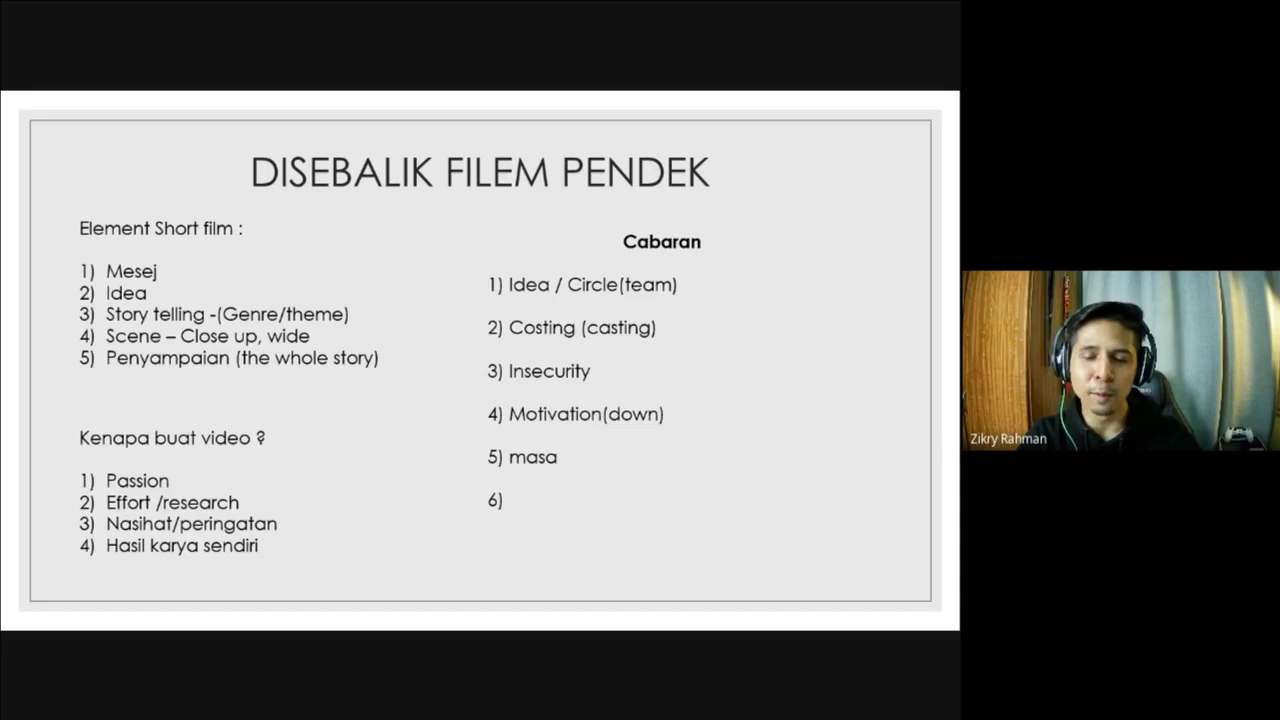 DISEBALIK FILEM PENDEK
Element Short film :
1) Mesej
2) Idea
3) Story telling -(Genre/theme)
4) Scene – Close up, wide
5) Penyampaian (the whole story)
Kenapa buat video ?
1) Passion
2) Effort /research
3) Nasihat/peringatan
4) Hasil karya sendiri
Cabaran
1) Idea / Circle(team)
2) Costing (casting)
3) Insecurity
4) Motivation(down)
5) masa
6)
Zikry Rahman